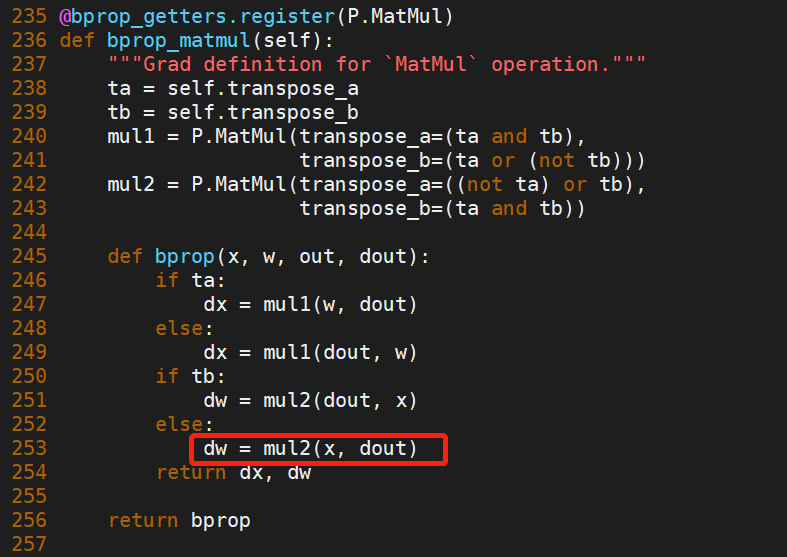 235 @bprop_getters.register(P.MatMul)
236 def bprop_matmul(self):
237     """Grad definition for `MatMul` operation."""
238     ta = self.transpose_a
239     tb = self.transpose_b
240     mul1 = P.MatMul(transpose_a=(ta and tb),
241                     transpose_b=(ta or (not tb)))
242     mul2 = P.MatMul(transpose_a=((not ta) or tb),
243                     transpose_b=(ta and tb))
244
245     def bprop(x, w, out, dout):
246         if ta:
247             dx = mul1(w, dout)
248         else:
249             dx = mul1(dout, w)
250         if tb:
251             dw = mul2(dout, x)
252         else:
253             dw = mul2(x, dout)
254         return dx, dw
255
256     return bprop
257